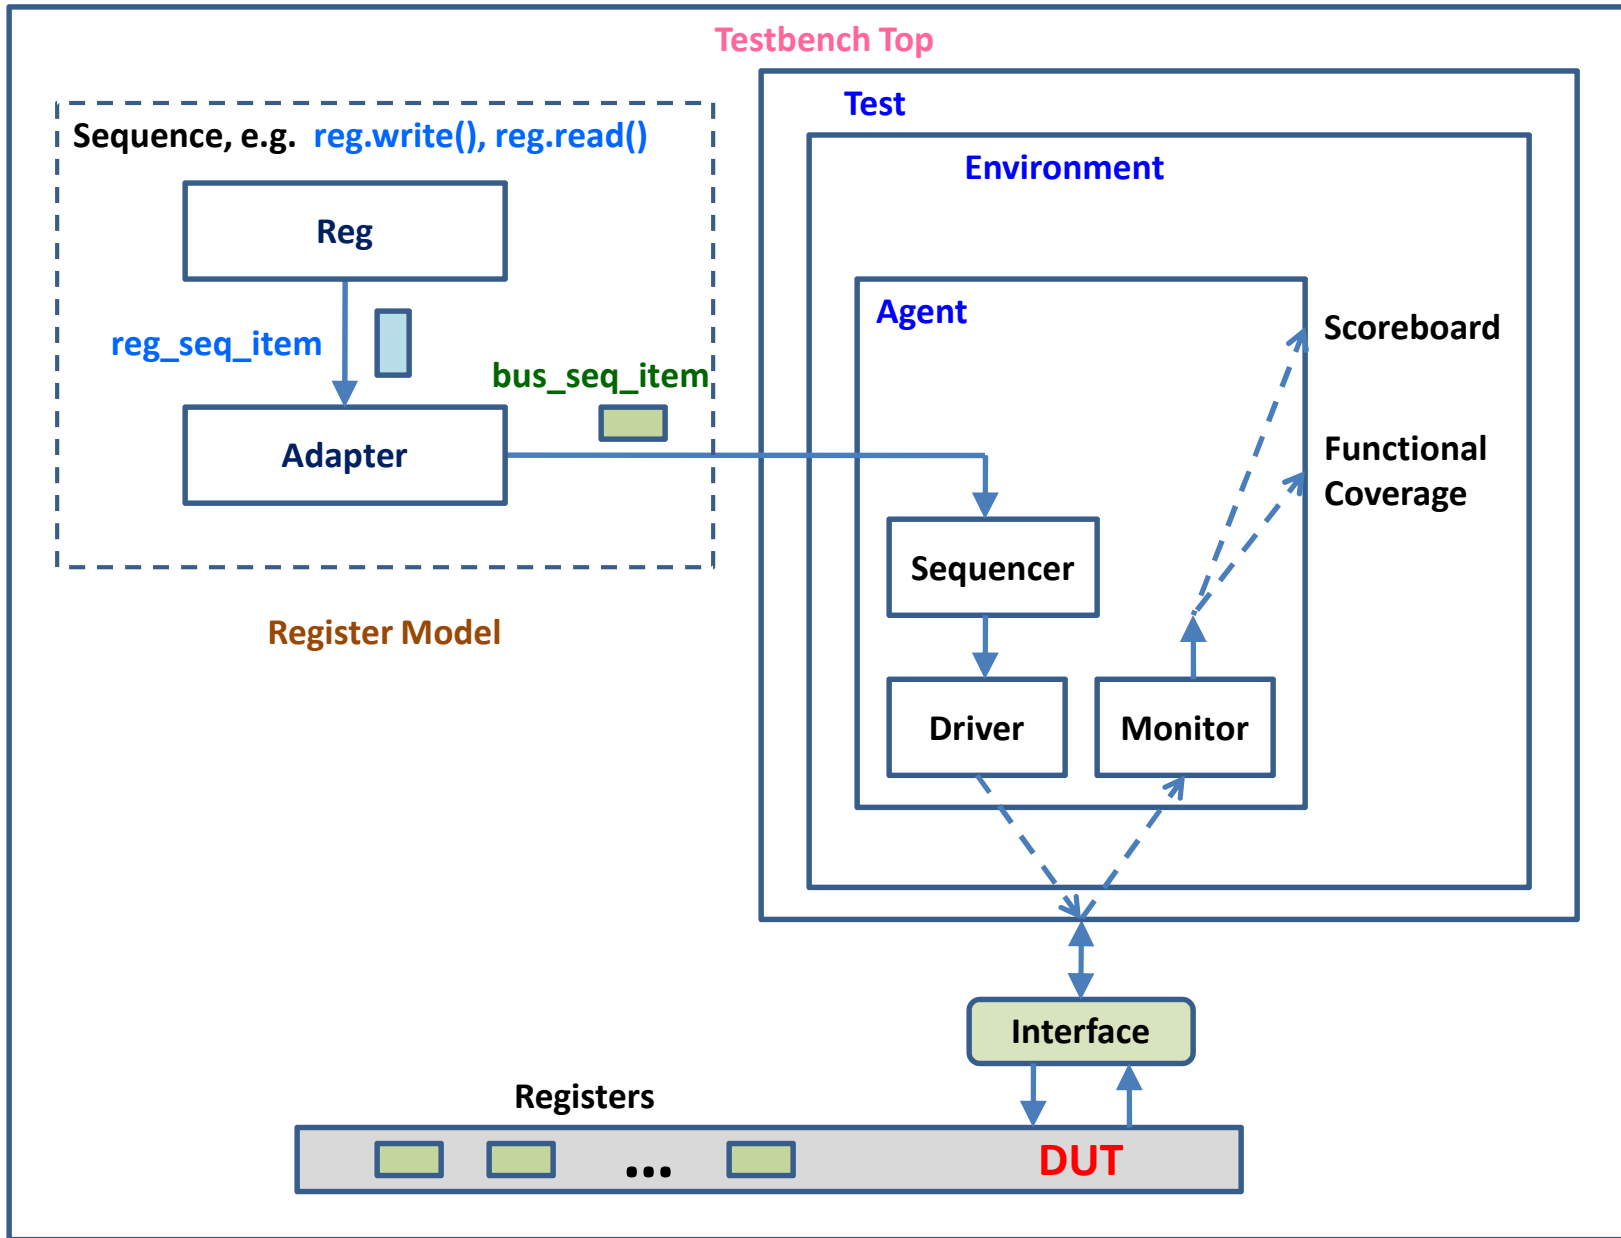 Testbench Top
Sequence, e.g. reg.write(), reg.read()
Reg
reg_seq_item
bus_seq_item
Adapter
Register Model
Test
Environment
Agent
Scoreboard
Functional
Coverage
Sequencer
Driver
Monitor
Interface
Registers
...
DUT